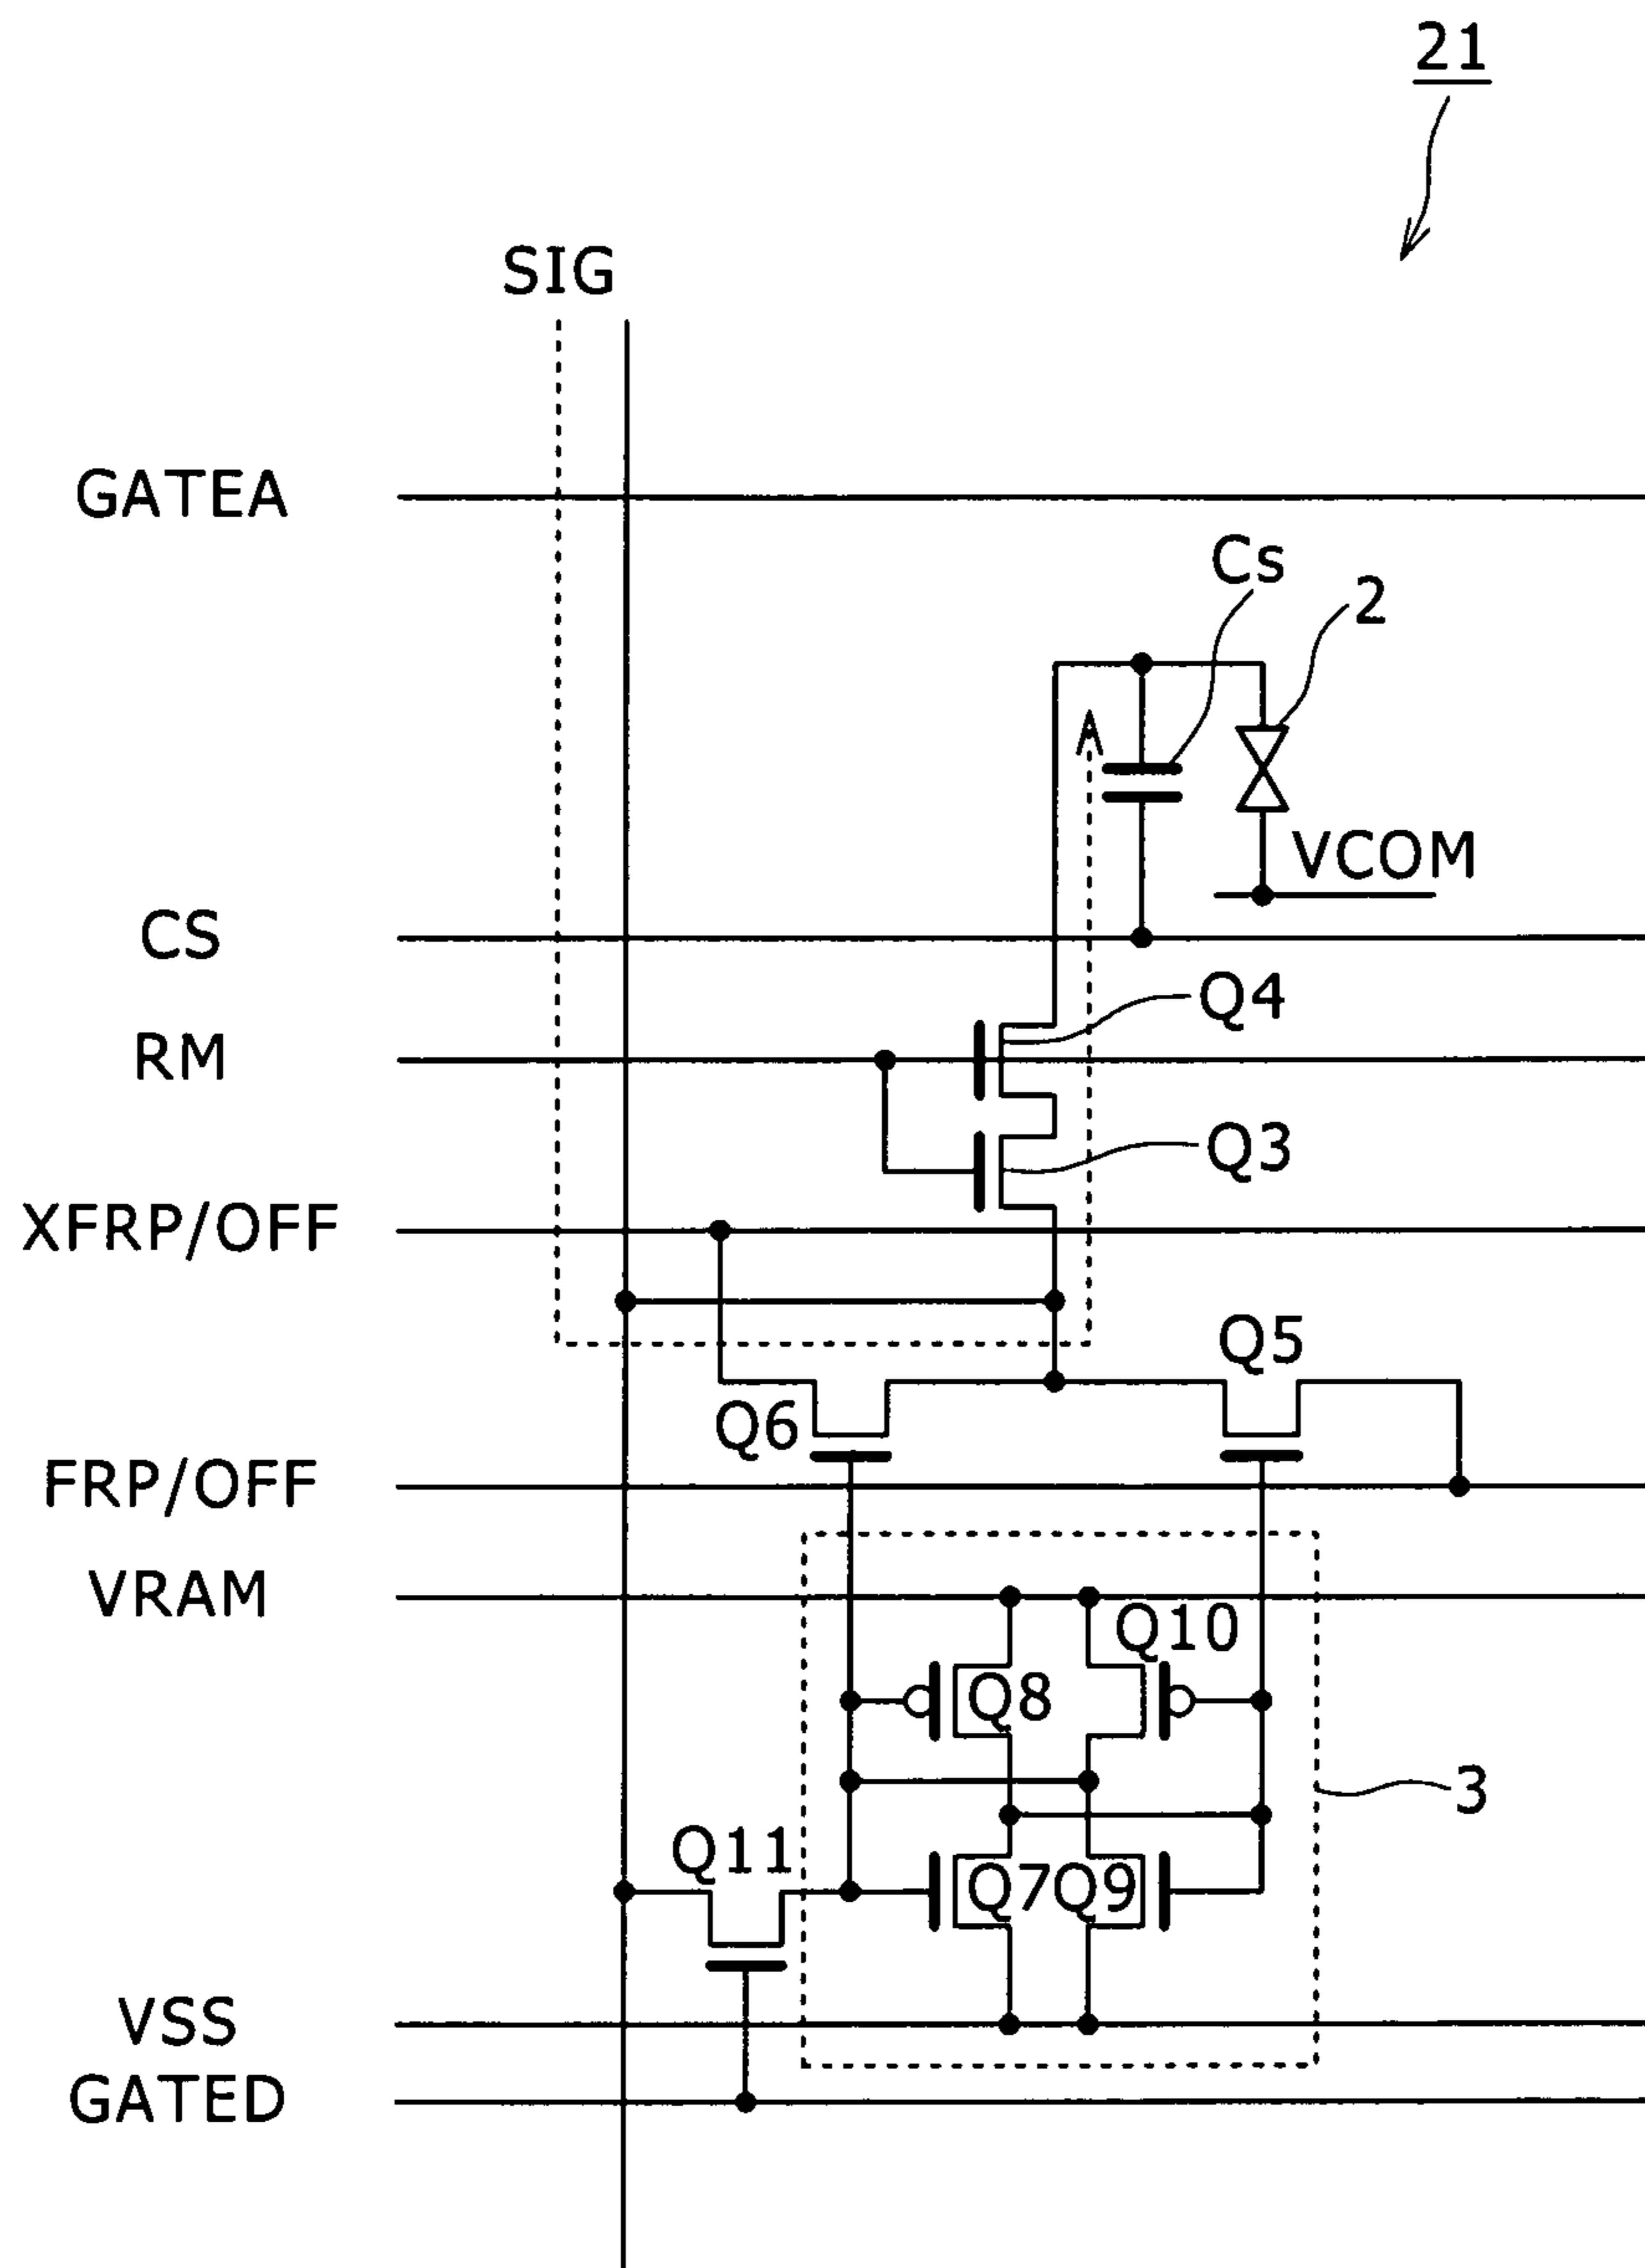 21
SIG
GATEA
Cs
2
VCOM
CS
Q4
RM
Q3
XFRP/OFF
Q5
Q6
FRP/OFF
VRAM
Q10
Q8
3
Q11
Q7Q9
VSS
GATED